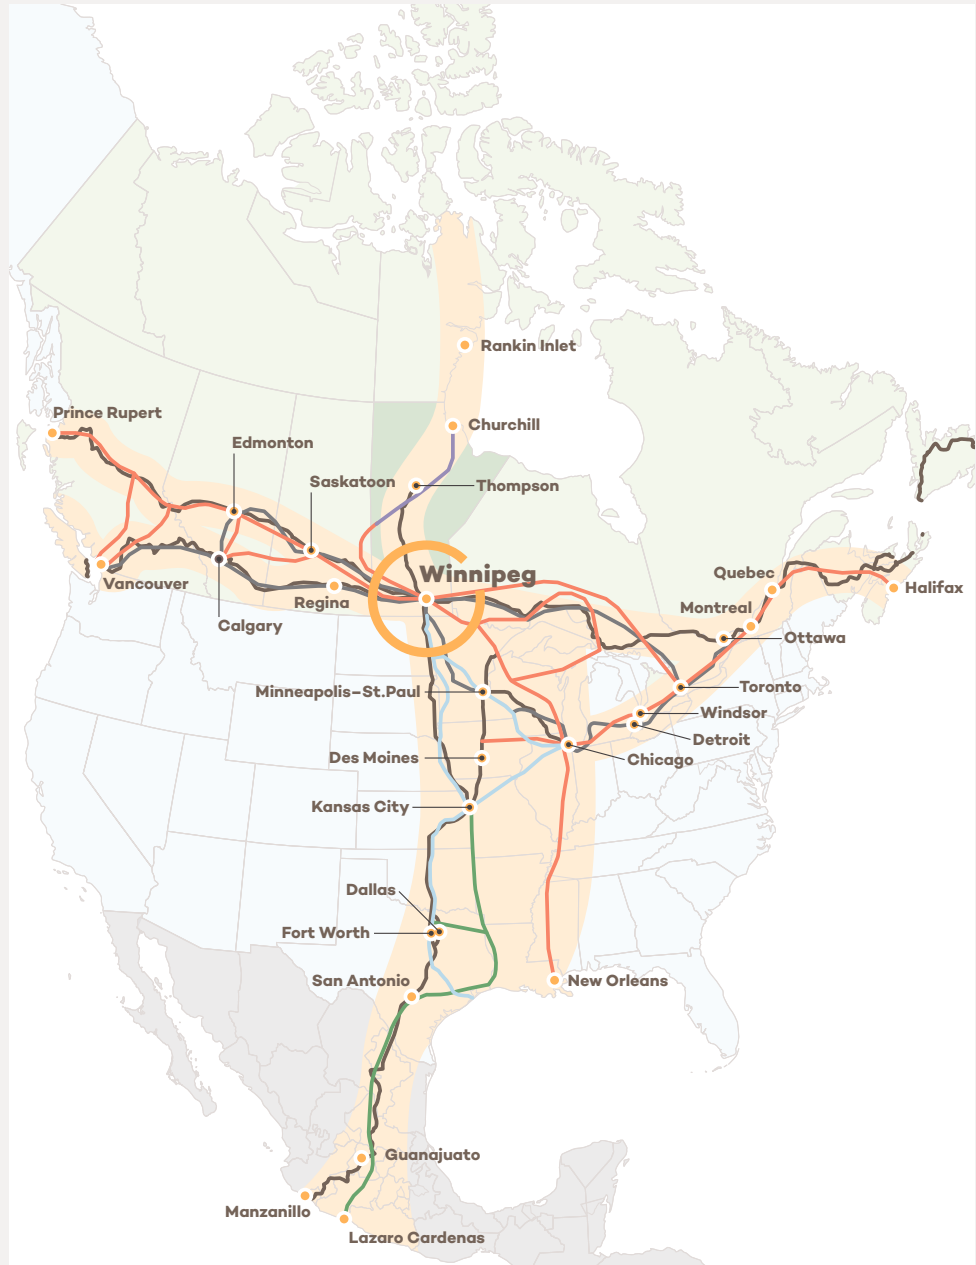 Rankin Inlet
Prince Rupert
Churchill
Edmonton
Saskatoon
Thompson
Winnipeg
Quebec
Vancouver
Halifax
Regina
Montreal
Calgary
Ottawa
Toronto
Minneapolis–St.Paul
Windsor
Detroit
Des Moines
Chicago
Kansas City
Dallas
Fort Worth
San Antonio
New Orleans
Guanajuato
Manzanillo
Lazaro Cardenas